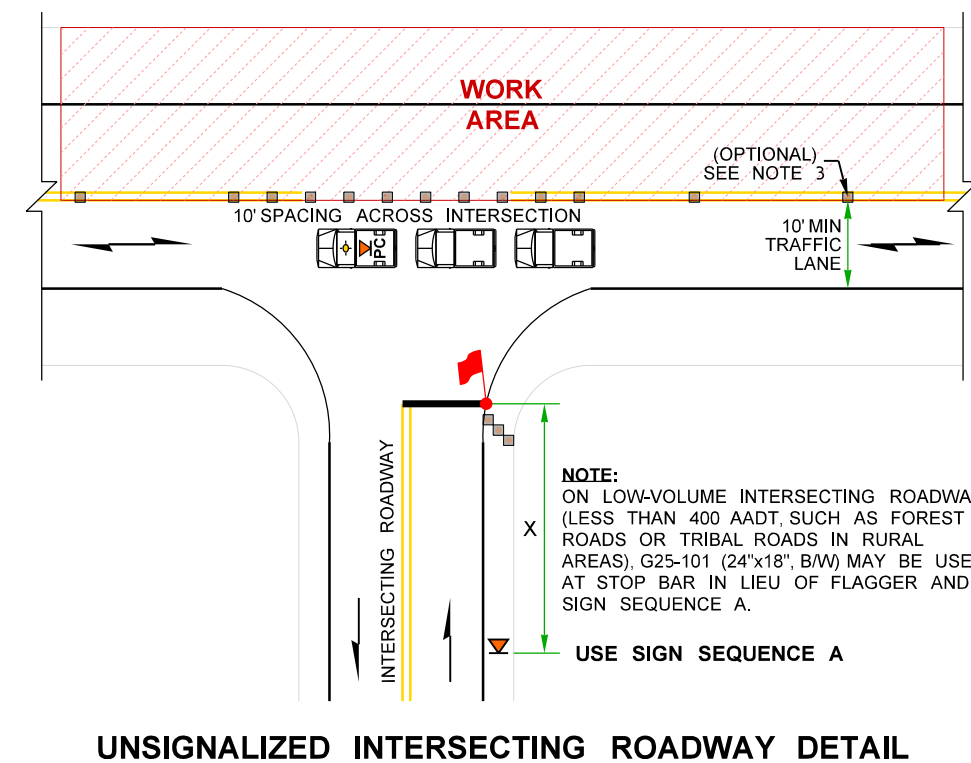 WORK
AREA
(OPTIONAL)
SEE NOTE 3
10' SPACING ACROSS INTERSECTION
PC
10' MIN
TRAFFIC
LANE
INTERSECTING ROADWAY
X
NOTE:
ON LOW-VOLUME INTERSECTING ROADWA
(LESS THAN 400 AADT, SUCH AS FOREST
ROADS OR TRIBAL ROADS IN RURAL
AREAS), G25-101 (24"x18", B/W) MAY BE USE
AT STOP BAR IN LIEU OF FLAGGER AND
SIGN SEQUENCE A.
USE SIGN SEQUENCE A
UNSIGNALIZED INTERSECTING ROADWAY DETAIL